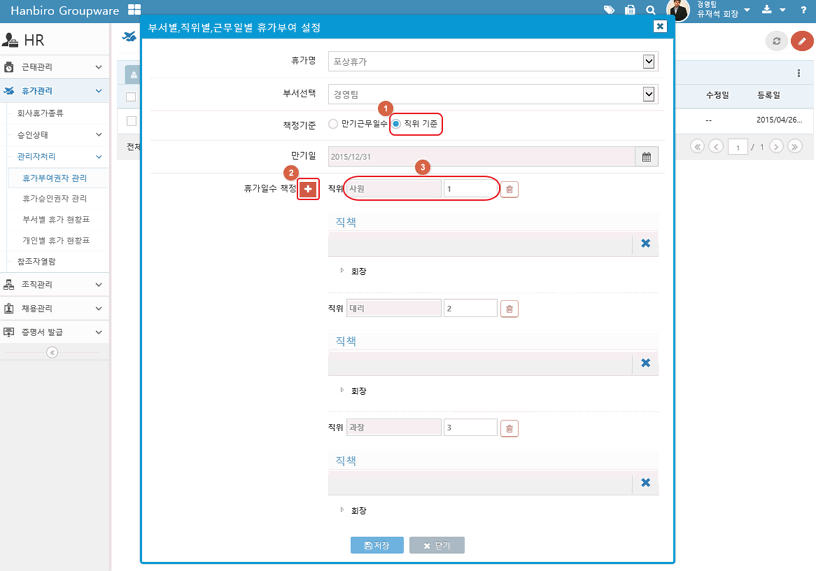 Hanbiro Groupware
경영팀
유재석 회장
?
HR
근태관리
휴가관리
회사휴가종류
승인상태
관리자처리
휴가부여권자 관리
휴가승인권자 관리
부서별 휴가 현황표
개인별 휴가 현황표
참조자열람
조직관리
채용관리
증명서 발급
부서별,직위별,근무일별 휴가부여 설정
휴가명
포상휴가
부서선택
경영팀
책정기준
만기근무일수
1
직위 기준
만기일
2015/12/31
휴가일수 책정
2
3
직위
사원
1
직책
회장
직위
대리
2
직책
회장
직위
과장
3
직책
회장
저장
닫기
수정일
등록일
--
2015/04/26...
전체
1
/ 1